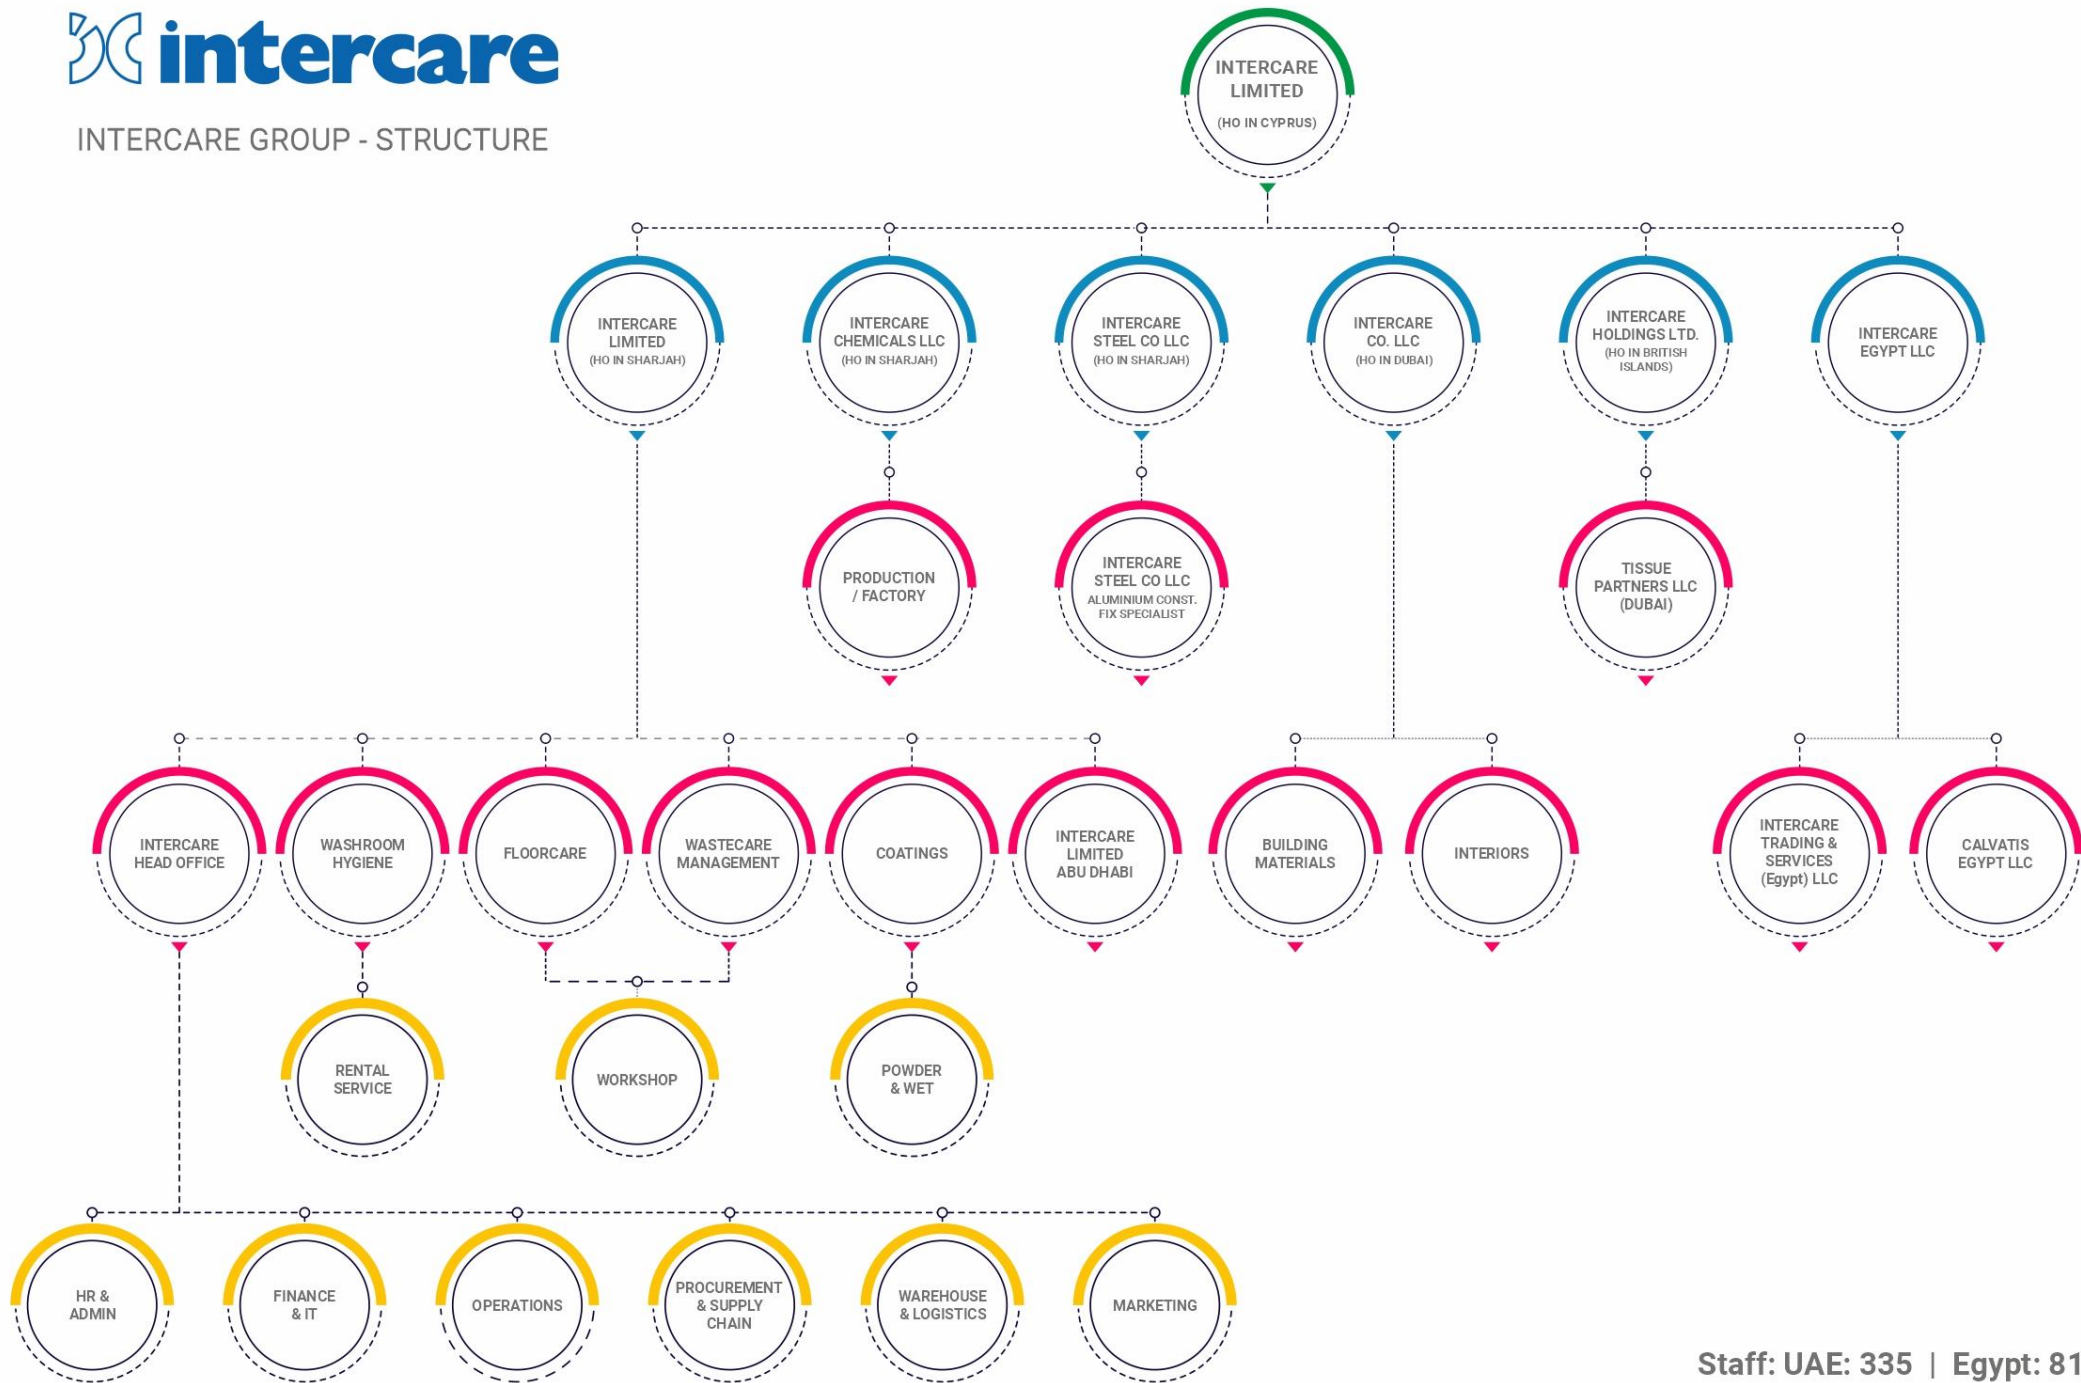 intercare
INTERCARE GROUP - STRUCTURE
INTERCARE
LIMITED
(HO IN CYPRUS)
INTERCARE
LIMITED
(HO IN SHARJAH)
INTERCARE
CHEMICALS LLC
(HO IN SHARJAH)
INTERCARE
STEEL CO LLC
(HO IN SHARJAH)
INTERCARE
CO. LLC
(HO IN DUBAI)
INTERCARE
HOLDINGS LTD.
(HO IN BRITISH
ISLANDS)
INTERCARE
EGYPT LLC
PRODUCTION
/ FACTORY
INTERCARE
STEEL CO LLC
ALUMINIUM CONST.
FIX SPECIALIST
TISSUE
PARTNERS LLC
(DUBAI)
INTERCARE
HEAD OFFICE
WASHROOM
HYGIENE
FLOORCARE
WASTECARE
MANAGEMENT
COATINGS
INTERCARE
LIMITED
ABU DHABI
BUILDING
MATERIALS
INTERIORS
INTERCARE
TRADING &
SERVICES
(Egypt) LLC
CALVATIS
EGYPT LLC
RENTAL
SERVICE
WORKSHOP
POWDER
& WET
HR &
ADMIN
FINANCE
& IT
OPERATIONS
PROCUREMENT
& SUPPLY
CHAIN
WAREHOUSE
& LOGISTICS
MARKETING
Staff: UAE: 335 | Egypt: 81